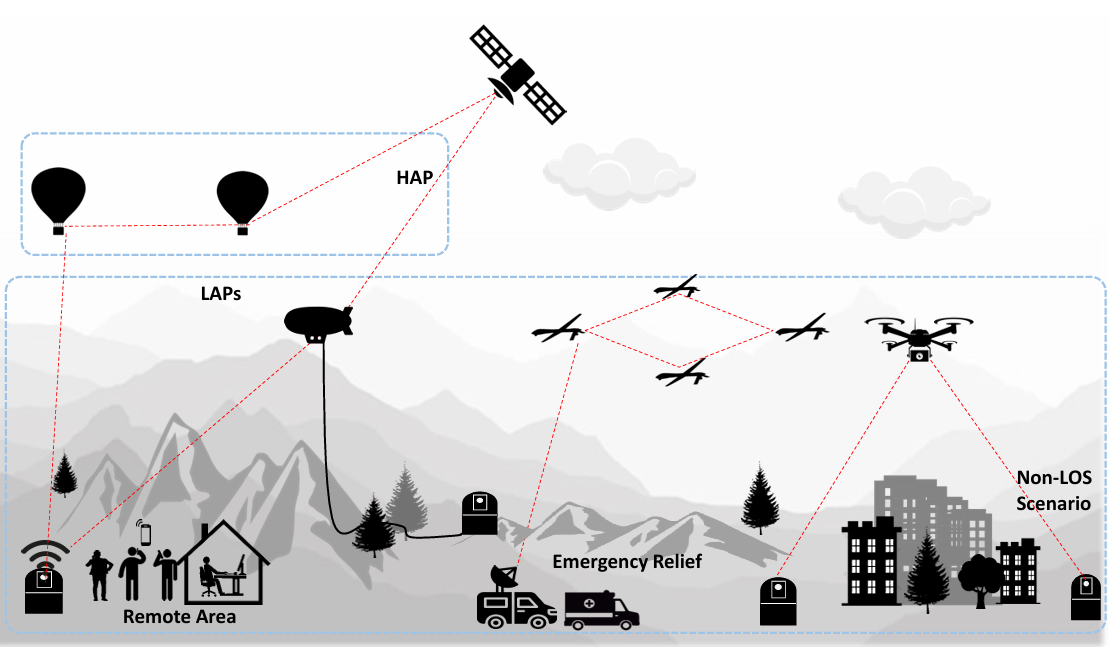 HAP
LAPs
Non-LOS
Scenario
Emergency Relief
Remote Area